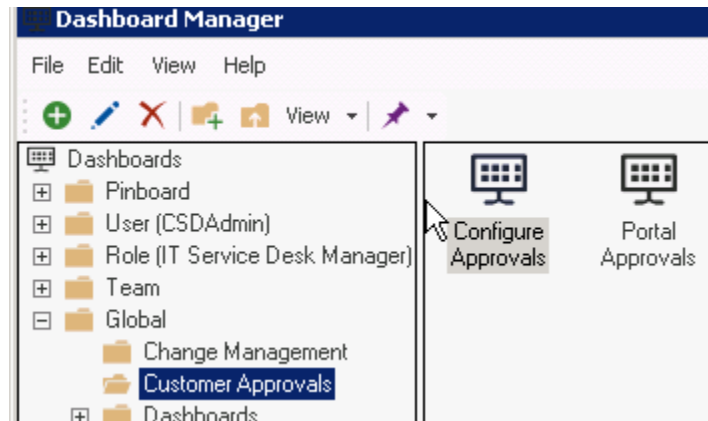 Dashboard Manager
File Edit View Help
View
Dashboards
Pinboard
User (CSDAdmin)
Role (IT Service Desk Manager)
Team
Global
Change Management
Customer Approvals
Dashboards
Configure
Approvals
Portal
Approvals